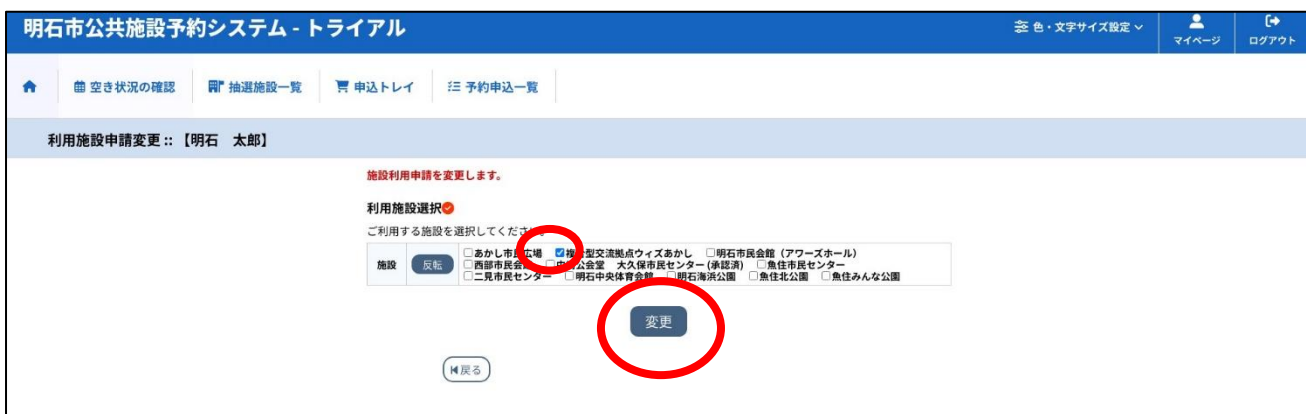 明石市公共施設予約システム - トライアル
色・文字サイズ設定
マイページ
ログアウト
空き状況の確認
抽選施設一覧
申込トレイ
予約申込一覧
利用施設申請変更 :: 【明石　太郎】
施設利用申請を変更します。
利用施設選択
ご利用する施設を選択してください。
施設
反転
あかし市民広場 複合型交流拠点ウィズあかし 明石市民会館（アワーズホール）
西部市民会館 中崎公会堂 大久保市民センター(承認済) 魚住市民センター
二見市民センター 明石中央体育会館 明石海浜公園 魚住北公園 魚住みんな公園
変更
戻る